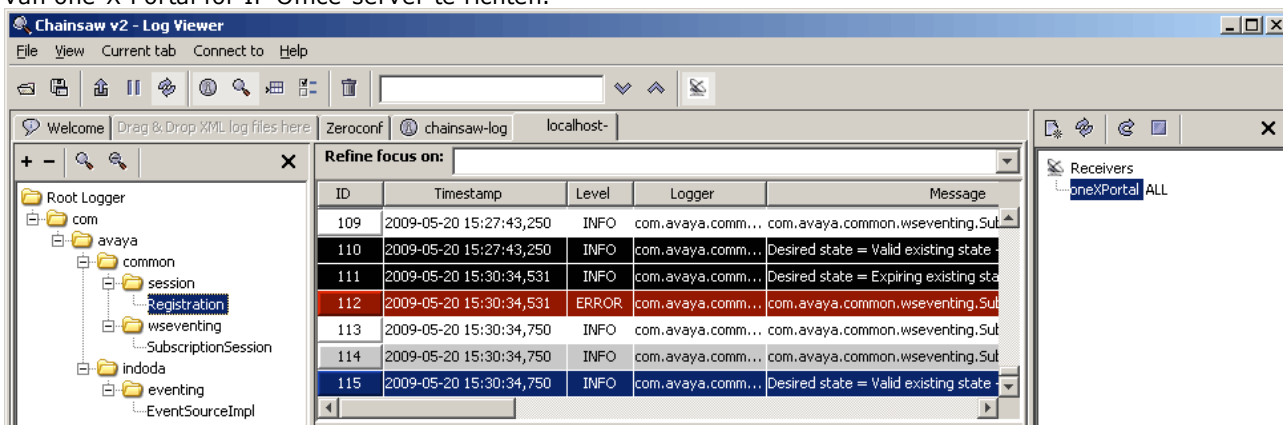 van one-X Portal for IP Office-server te richten.
Chainsaw v2 - Log Viewer
File View Current tab Connect to Help
Welcome Drag & Drop XML log files here Zeroconf chainsaw-log localhost-
Refine focus on:
Root Logger
com
avaya
common
session
Registration
wseventing
SubscriptionSession
indoda
eventing
EventSourceImpl
ID Timestamp Level Logger Message
109 2009-05-20 15:27:43,250 INFO com.avaya.comm... com.avaya.common.wseventing.Sub
110 2009-05-20 15:27:43,250 INFO com.avaya.comm... Desired state = Valid existing state -
111 2009-05-20 15:30:34,531 INFO com.avaya.comm... Desired state = Expiring existing sta
112 2009-05-20 15:30:34,531 ERROR com.avaya.comm... com.avaya.common.wseventing.Sub
113 2009-05-20 15:30:34,750 INFO com.avaya.comm... com.avaya.common.wseventing.Sub
114 2009-05-20 15:30:34,750 INFO com.avaya.comm... com.avaya.common.wseventing.Sub
115 2009-05-20 15:30:34,750 INFO com.avaya.comm... Desired state = Valid existing state -
Receivers
oneXPortal ALL